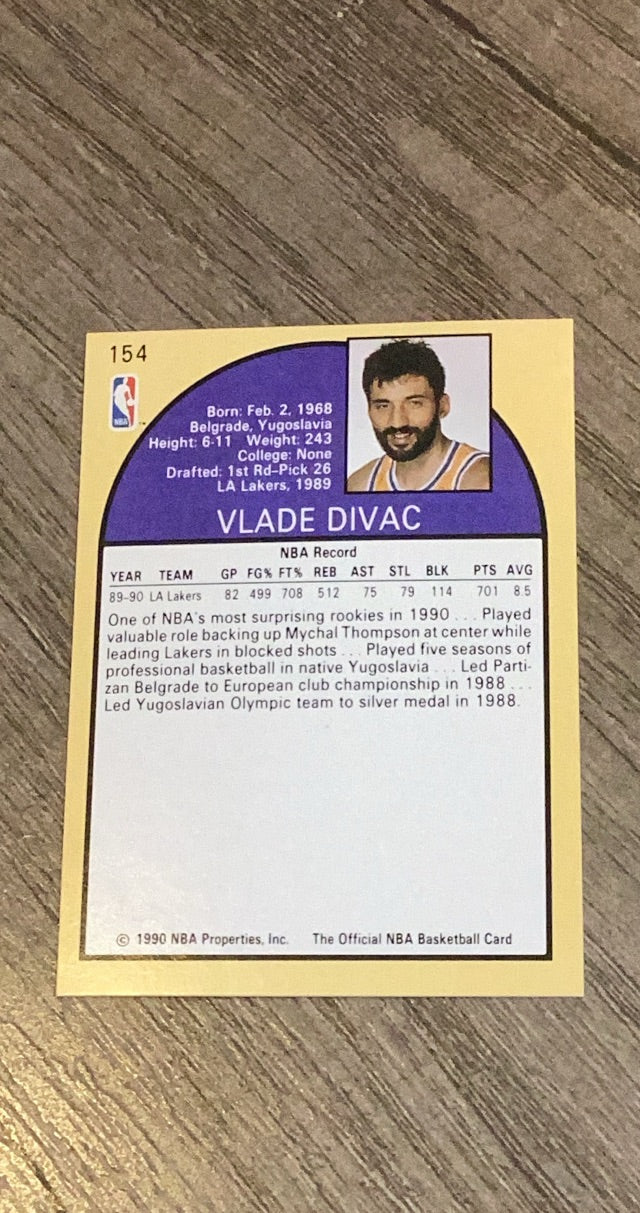 154
NBA
Born: Feb. 2, 1968
Belgrade, Yugoslavia
Height: 6-11 Weight: 243
College: None
Drafted: 1st Rd–Pick 26
LA Lakers, 1989
VLADE DIVAC
NBA Record
YEAR TEAM GP FG% FT% REB AST STL BLK PTS AVG
89–90 LA Lakers 82 499 708 512 75 79 114 701 8.5
One of NBA's most surprising rookies in 1990 . . . Played
valuable role backing up Mychal Thompson at center while
leading Lakers in blocked shots . . . Played five seasons of
professional basketball in native Yugoslavia . . . Led Parti-
zan Belgrade to European club championship in 1988 . . .
Led Yugoslavian Olympic team to silver medal in 1988.
© 1990 NBA Properties, Inc. The Official NBA Basketball Card